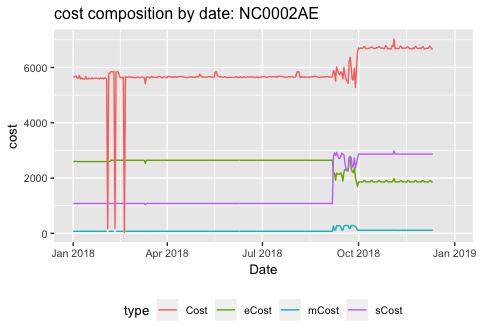 cost composition by date: NC0002AE
6000
4000
2000
0
cost
Jan 2018 Apr 2018 Jul 2018 Oct 2018 Jan 2019
Date
type Cost eCost mCost sCost